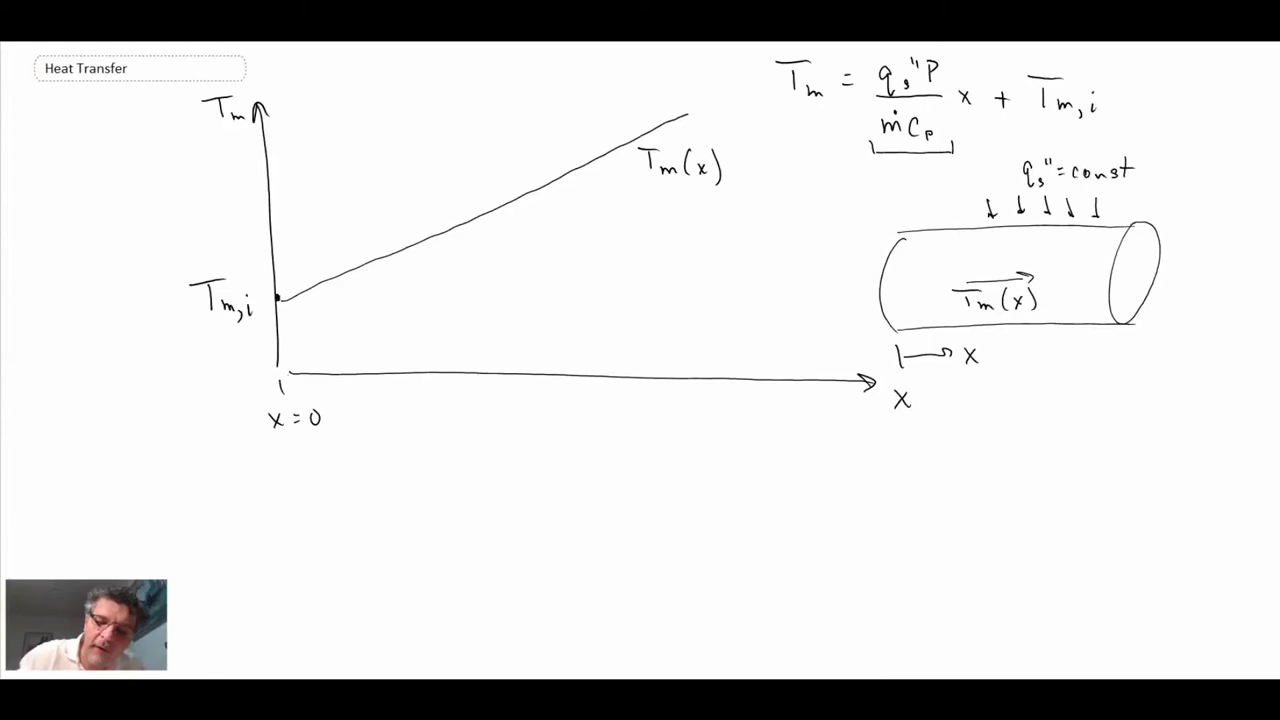 Heat Transfer
T_m = q_s" P / ṁ c_p x + T_m,i
T_m
T_m(x)
q_s" = const
T_m,i
T_m(x)
x
x
x = 0